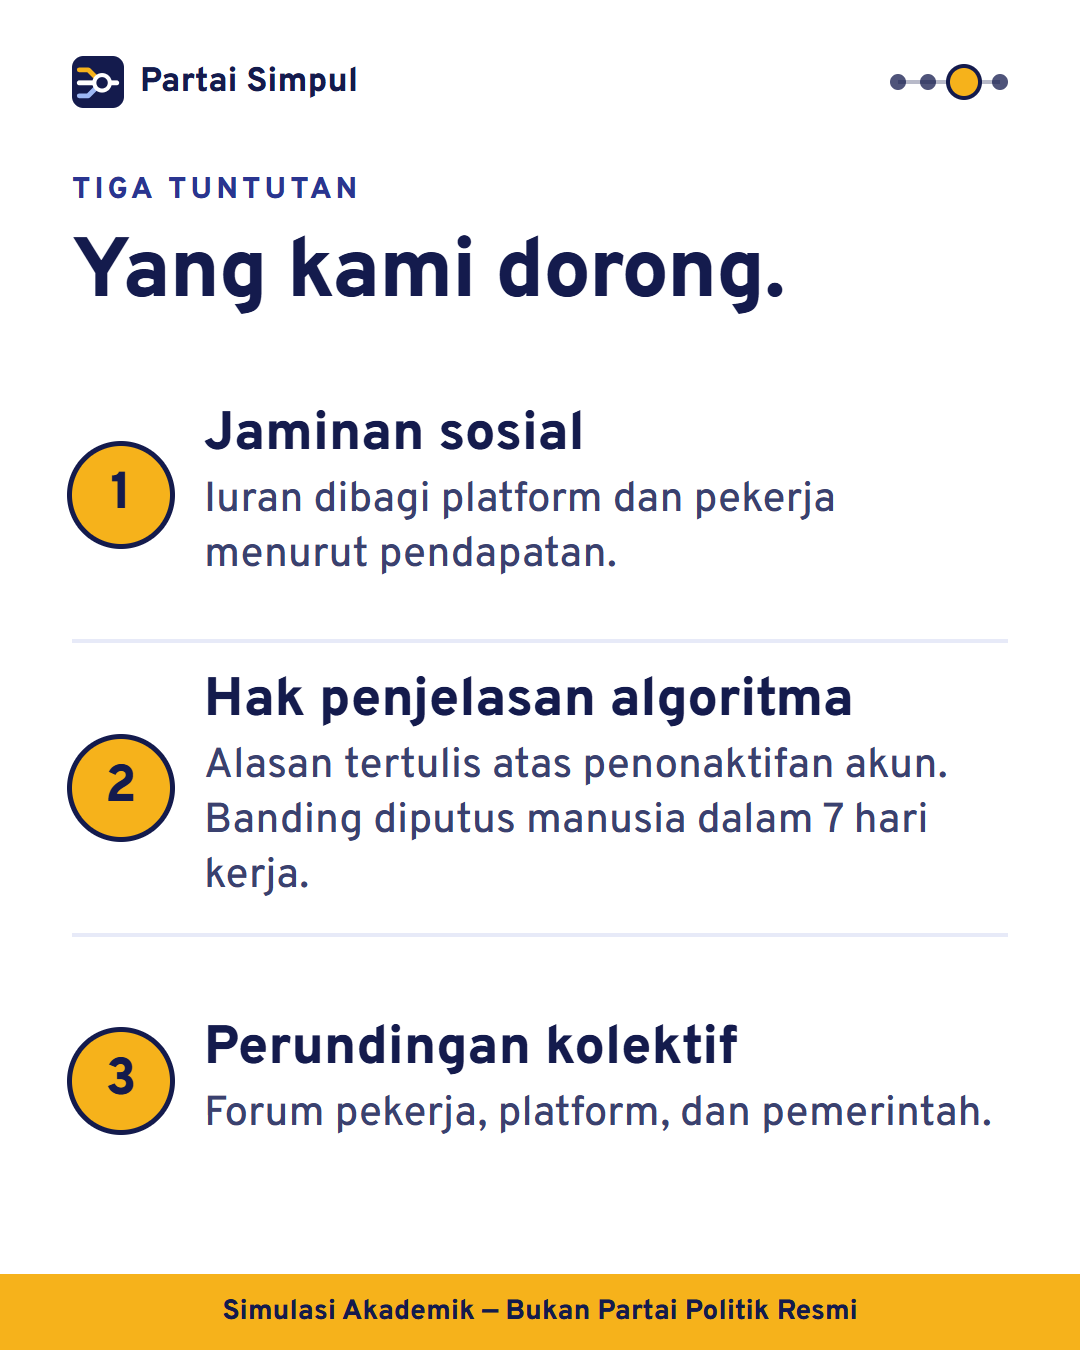 Partai Simpul
TIGA TUNTUTAN
Yang kami dorong.
1
Jaminan sosial
Iuran dibagi platform dan pekerja
menurut pendapatan.
2
Hak penjelasan algoritma
Alasan tertulis atas penonaktifan akun.
Banding diputus manusia dalam 7 hari
kerja.
3
Perundingan kolektif
Forum pekerja, platform, dan pemerintah.
Simulasi Akademik — Bukan Partai Politik Resmi